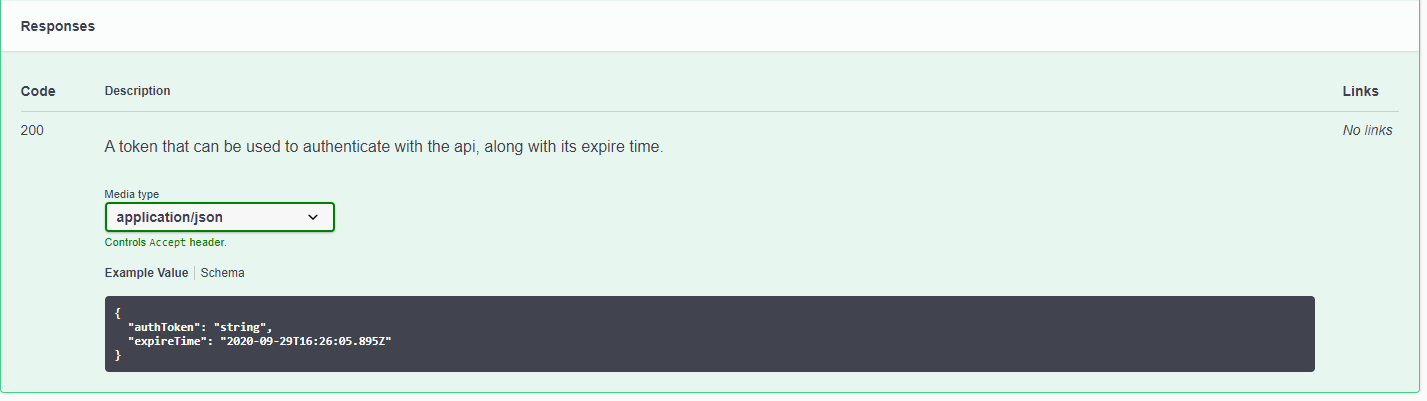 Responses
Code Description Links
200 No links
A token that can be used to authenticate with the api, along with its expire time.
Media type
application/json
Controls Accept header.
Example Value Schema
{
"authToken": "string",
"expireTime": "2020-09-29T16:26:05.895Z"
}